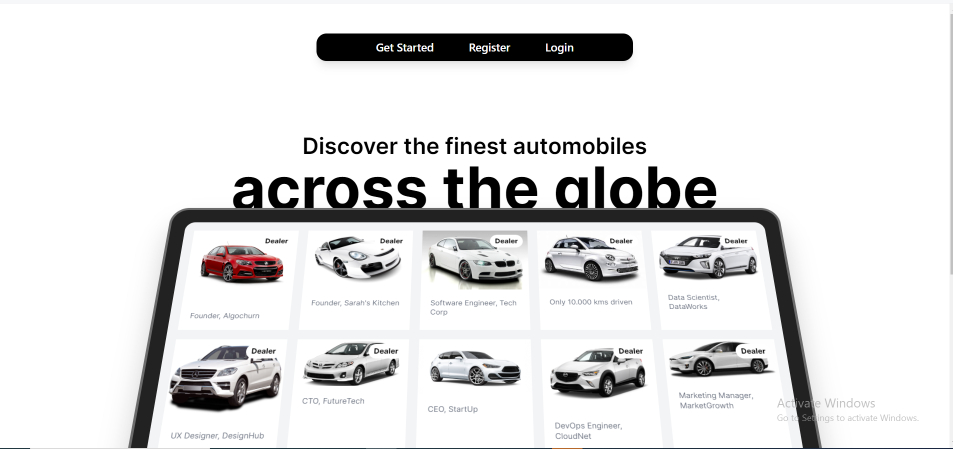 Get Started Register Login
Discover the finest automobiles
across the globe
Dealer Dealer Dealer Dealer Dealer
Founder, Algochurn
Founder, Sarah's Kitchen
Software Engineer, Tech
Corp
Only 10.000 kms driven
Data Scientist,
DataWorks
Dealer Dealer Dealer Dealer
UX Designer, DesignHub
CTO, FutureTech
CEO, StartUp
DevOps Engineer,
CloudNet
Marketing Manager,
MarketGrowth
Activate Windows
Go to Settings to activate Windows.